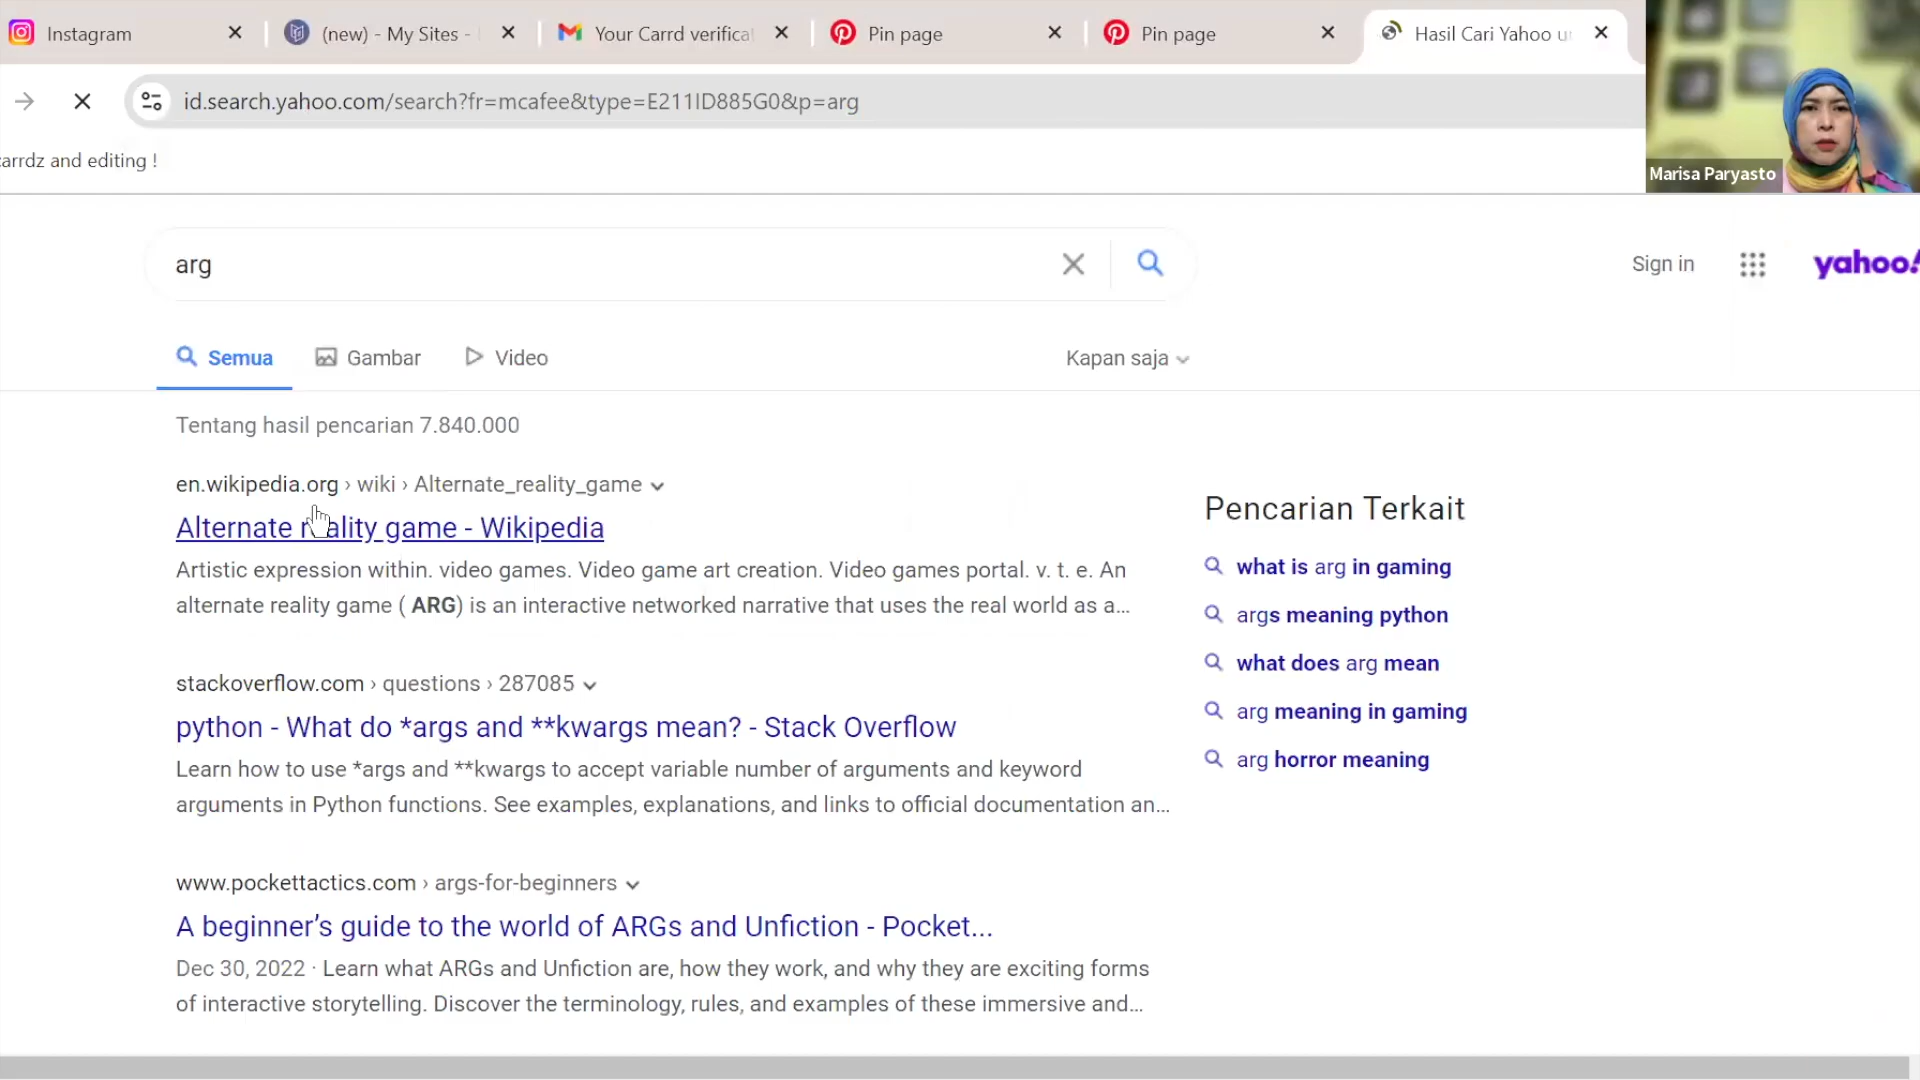 Instagram
(new) - My Sites -
Your Carrd verifica
Pin page
Pin page
Hasil Cari Yahoo u
id.search.yahoo.com/search?fr=mcafee&type=E211ID885G0&p=arg
carrdz and editing !
Marisa Paryasto
arg
Sign in
yahoo!
Semua
Gambar
Video
Kapan saja
Tentang hasil pencarian 7.840.000
en.wikipedia.org › wiki › Alternate_reality_game
Alternate reality game - Wikipedia
Artistic expression within. video games. Video game art creation. Video games portal. v. t. e. An
alternate reality game ( ARG) is an interactive networked narrative that uses the real world as a...
stackoverflow.com › questions › 287085
python - What do *args and **kwargs mean? - Stack Overflow
Learn how to use *args and **kwargs to accept variable number of arguments and keyword
arguments in Python functions. See examples, explanations, and links to official documentation an...
www.pockettactics.com › args-for-beginners
A beginner’s guide to the world of ARGs and Unfiction - Pocket...
Dec 30, 2022 · Learn what ARGs and Unfiction are, how they work, and why they are exciting forms
of interactive storytelling. Discover the terminology, rules, and examples of these immersive and...
Pencarian Terkait
what is arg in gaming
args meaning python
what does arg mean
arg meaning in gaming
arg horror meaning